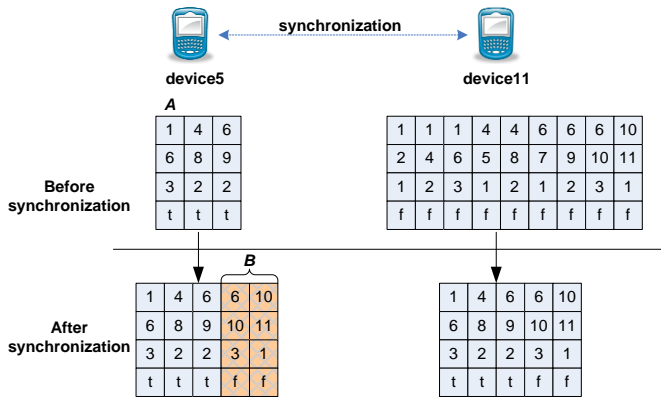 synchronization
device5 device11
A
1 4 6 1 1 1 4 4 6 6 6 10
6 8 9 2 4 6 5 8 7 9 10 11
3 2 2 1 2 3 1 2 1 2 3 1
t t t f f f f f f f f f
Before
synchronization
B
1 4 6 6 10 1 4 6 6 10
6 8 9 10 11 6 8 9 10 11
3 2 2 3 1 3 2 2 3 1
t t t f f t t t f f
After
synchronization